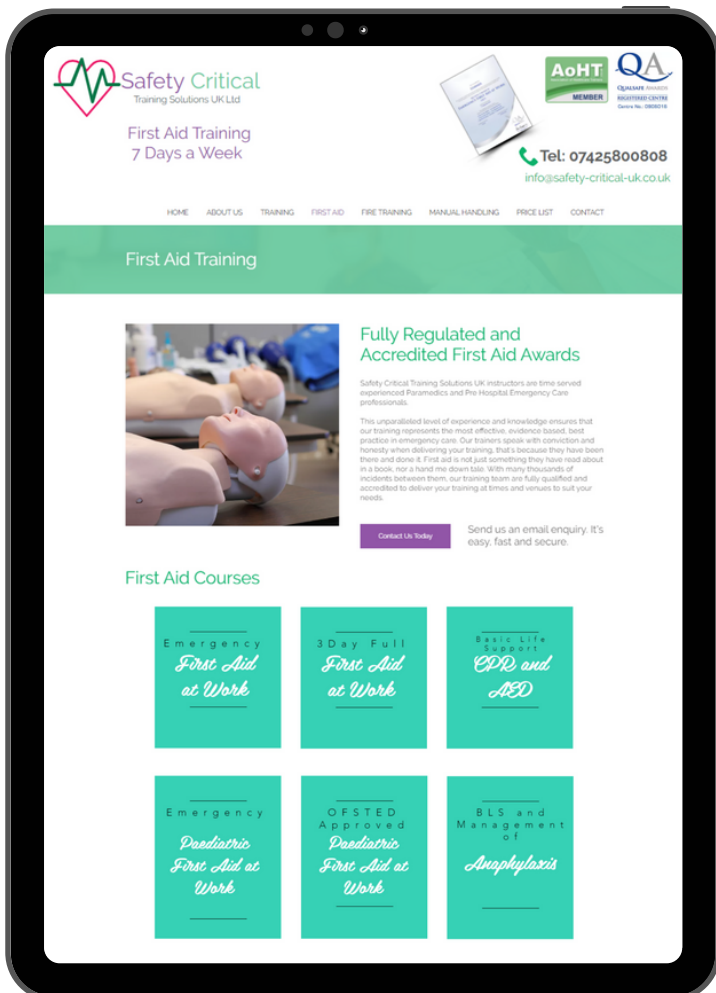 Safety Critical
Training Solutions UK Ltd
First Aid Training
7 Days a Week
AoHT
MEMBER
QA
QUALSAFE AWARDS
REGISTERED CENTRE
Tel: 07425800808
info@safety-critical-uk.co.uk
HOME ABOUT US TRAINING FIRST AID FIRE TRAINING MANUAL HANDLING PRICE LIST CONTACT
First Aid Training
Fully Regulated and
Accredited First Aid Awards
Safety Critical Training Solutions UK instructors are time served
experienced Paramedics and Pre Hospital Emergency Care
professionals.
This unparalleled level of experience and knowledge ensures that
our training represents the most effective, evidence based, best
practice in emergency care. Our trainers speak with conviction and
honesty when delivering your training, that's because they have been
there and done it. First aid is not just something they have read about
in a book, nor a hand me down tale. With many thousands of
incidents between them, our training team are fully qualified and
accredited to deliver your training at times and venues to suit your
needs.
Contact Us Today
Send us an email enquiry. It's
easy, fast and secure.
First Aid Courses
Emergency
First Aid
at Work
3Day Full
First Aid
at Work
Basic Life
Support
CPR and
AED
Emergency
Paediatric
First Aid at
Work
OFSTED
Approved
Paediatric
First Aid at
Work
BLS and
Management
of
Anaphylaxis